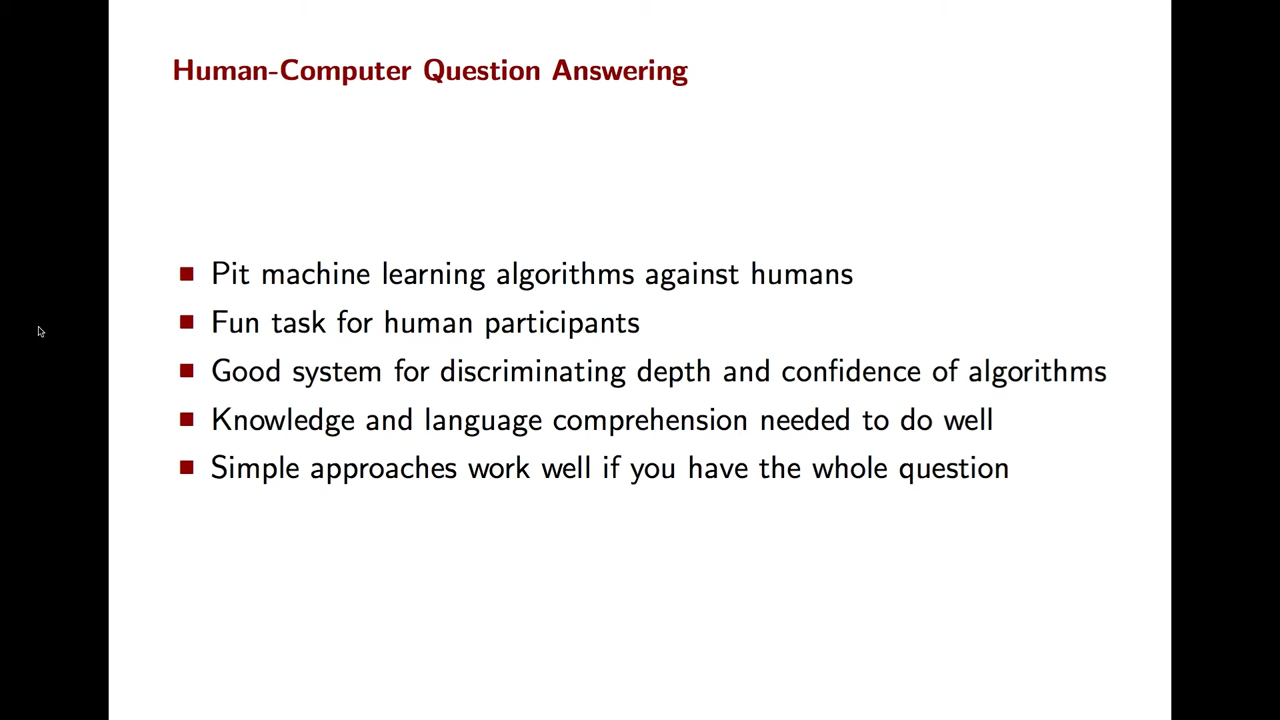 Human-Computer Question Answering
Pit machine learning algorithms against humans
Fun task for human participants
Good system for discriminating depth and confidence of algorithms
Knowledge and language comprehension needed to do well
Simple approaches work well if you have the whole question